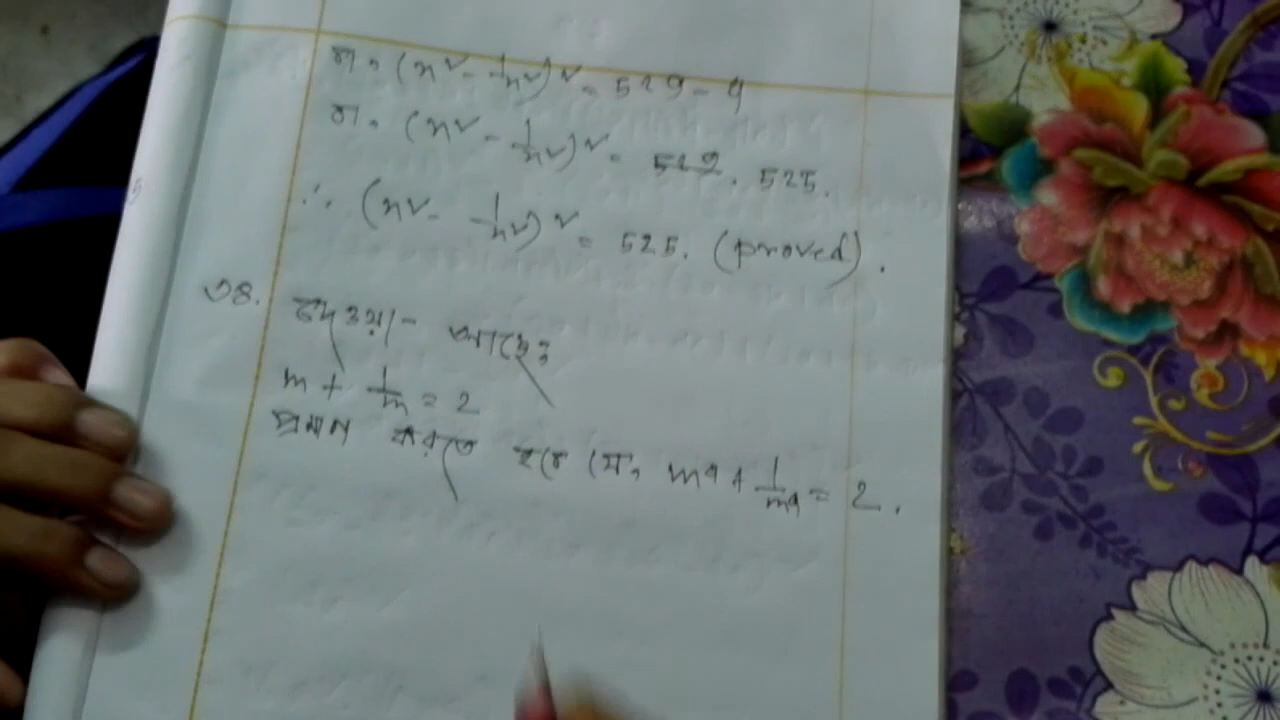 বা, (x² - 1/x²)² = 529 - 4
বা, (x² - 1/x²)² = 525.
∴ (x² - 1/x²)² = 525. (proved).
৩৪. দেওয়া আছে,
m + 1/m = 2
প্রমাণ করতে হবে যে, m⁴ + 1/m⁴ = 2.